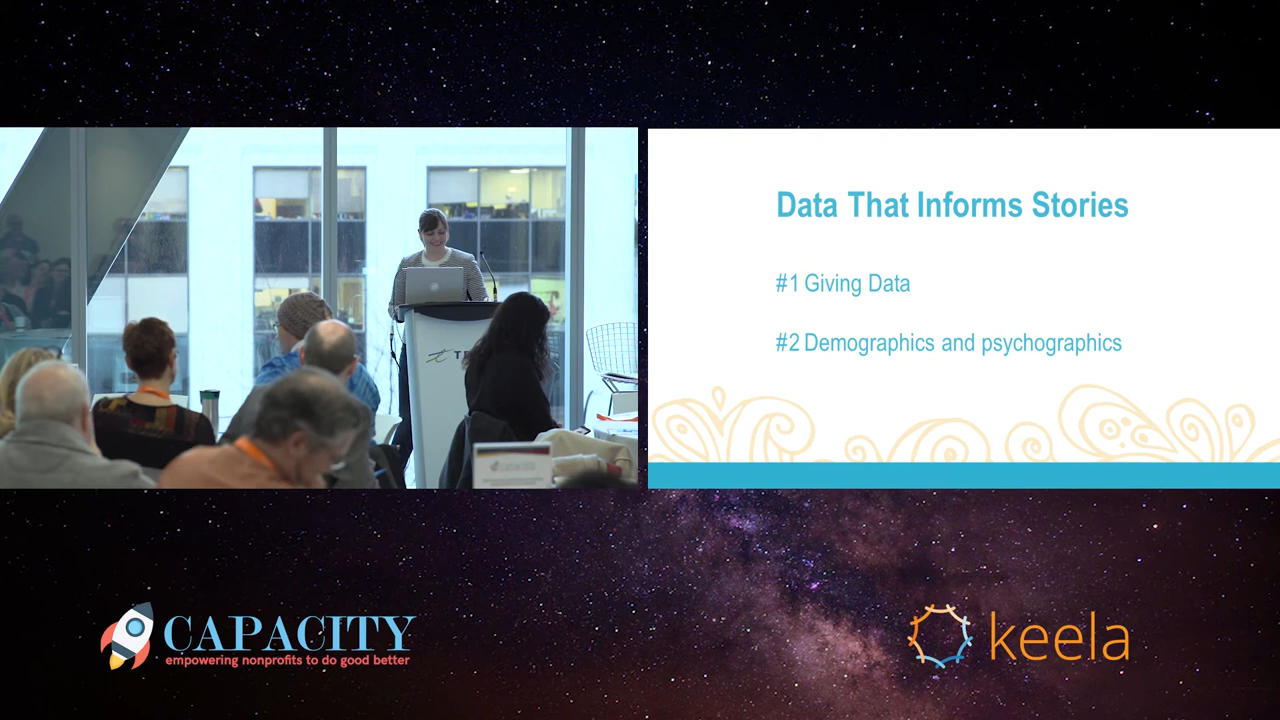 Data That Informs Stories
#1 Giving Data
#2 Demographics and psychographics
CAPACITY
CAPACITY
empowering nonprofits to do good better
keela